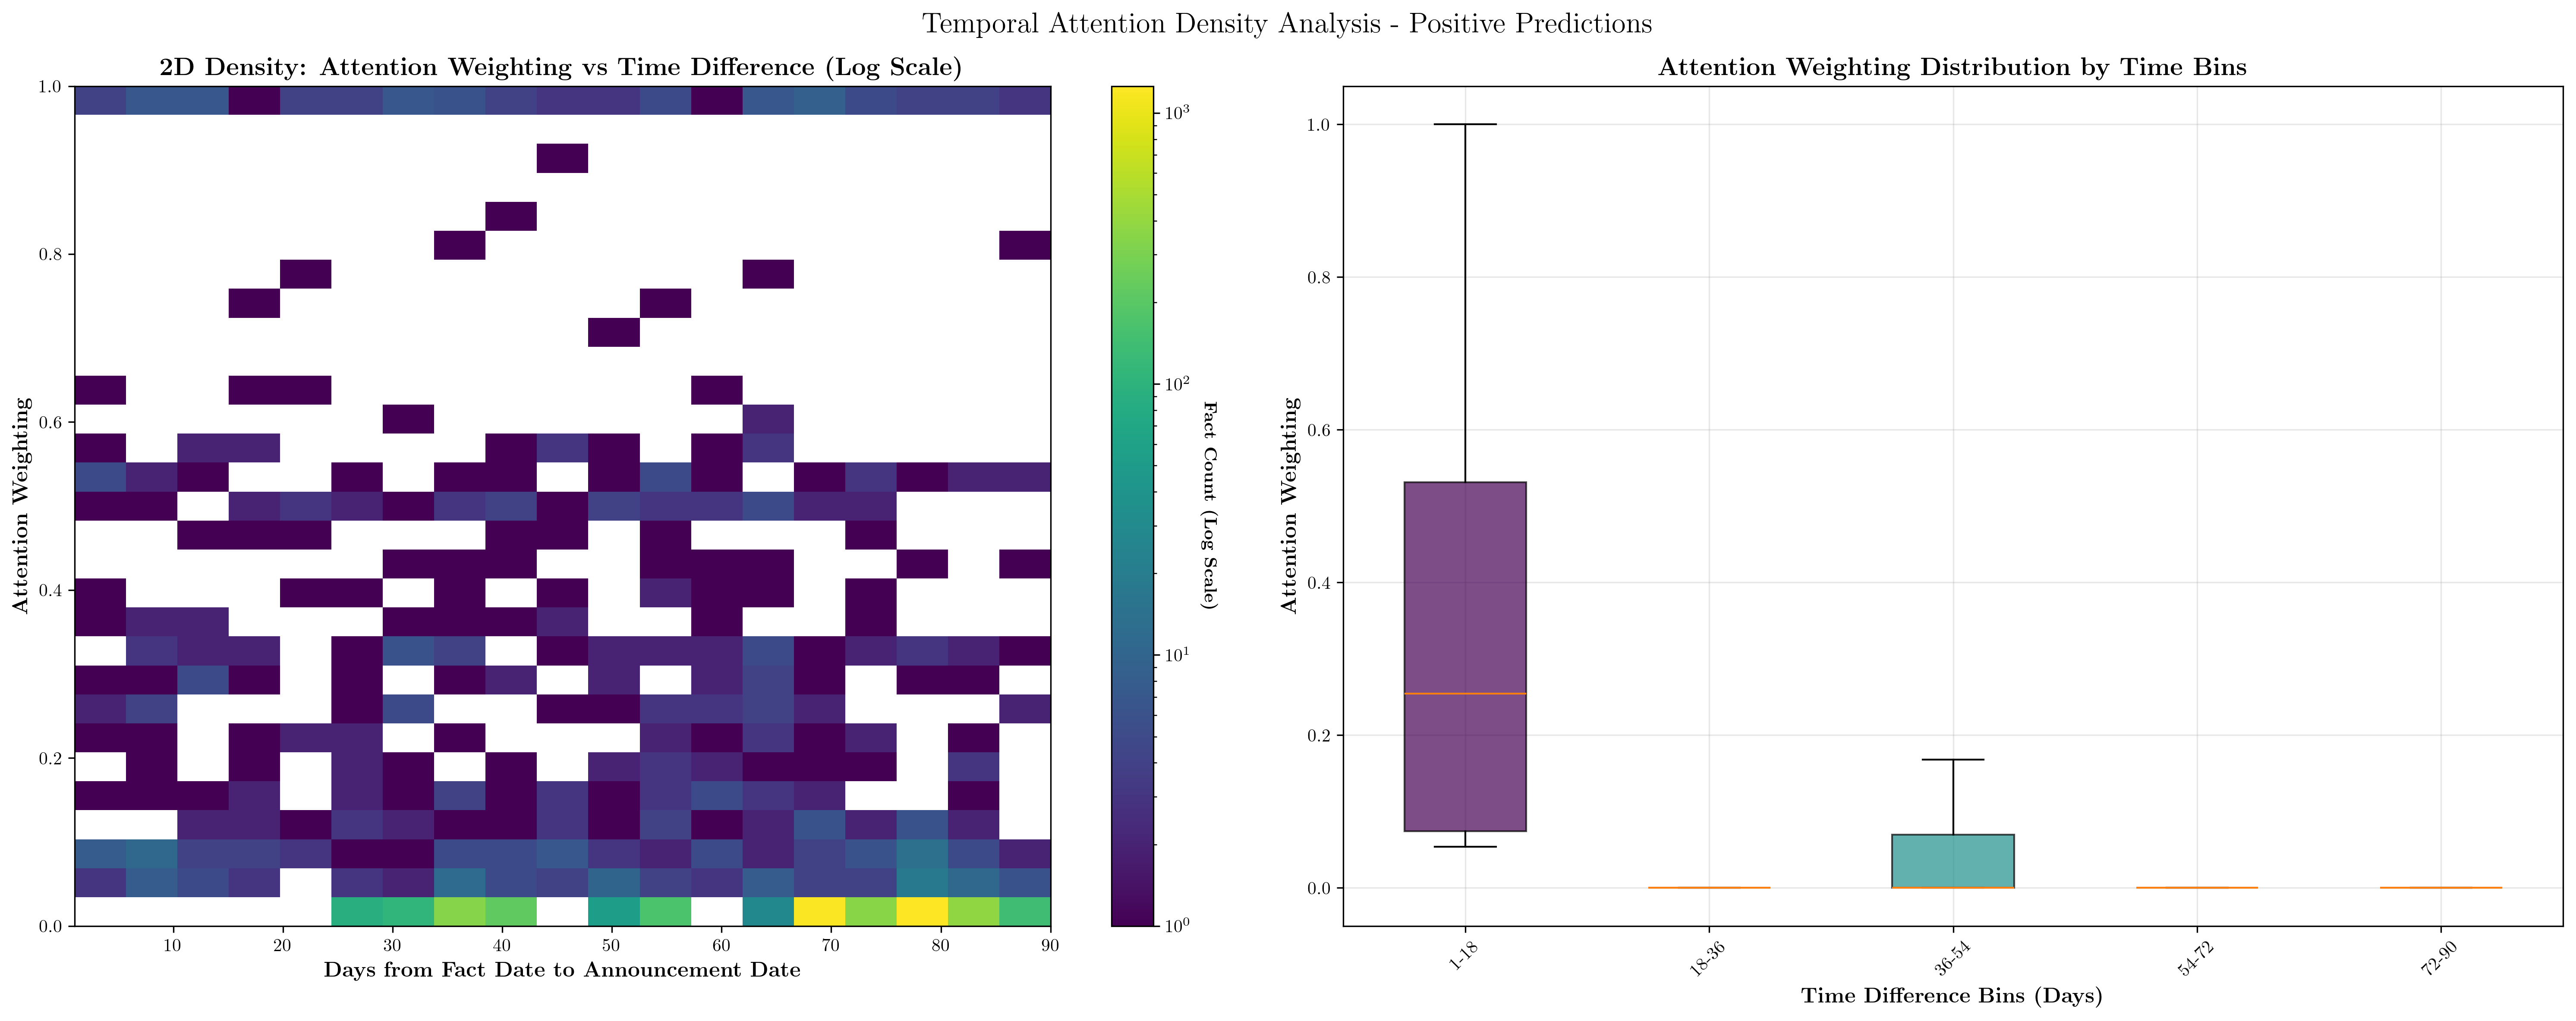 Temporal Attention Density Analysis - Positive Predictions
2D Density: Attention Weighting vs Time Difference (Log Scale)
Attention Weighting
1.0
0.8
0.6
0.4
0.2
0.0
10 20 30 40 50 60 70 80 90
Days from Fact Date to Announcement Date
10³
10²
10¹
10⁰
Fact Count (Log Scale)
Attention Weighting Distribution by Time Bins
Attention Weighting
1.0
0.8
0.6
0.4
0.2
0.0
1-18 18-36 36-54 54-72 72-90
Time Difference Bins (Days)